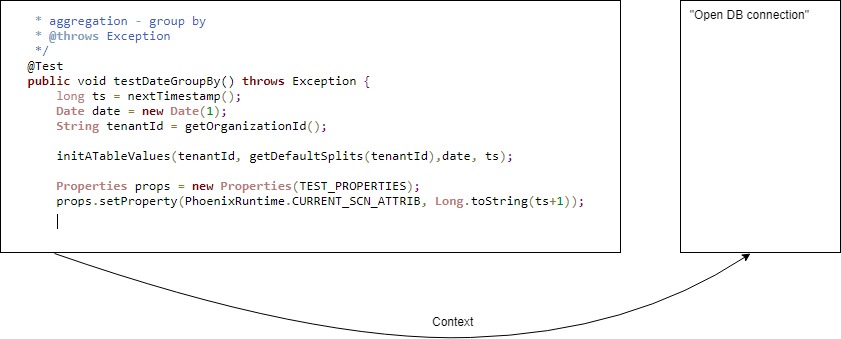 * aggregation - group by
* @throws Exception
*/
@Test
public void testDateGroupBy() throws Exception {
long ts = nextTimestamp();
Date date = new Date(1);
String tenantId = getOrganizationId();
initATableValues(tenantId, getDefaultSplits(tenantId),date, ts);
Properties props = new Properties(TEST_PROPERTIES);
props.setProperty(PhoenixRuntime.CURRENT_SCN_ATTRIB, Long.toString(ts+1));
"Open DB connection"
Context